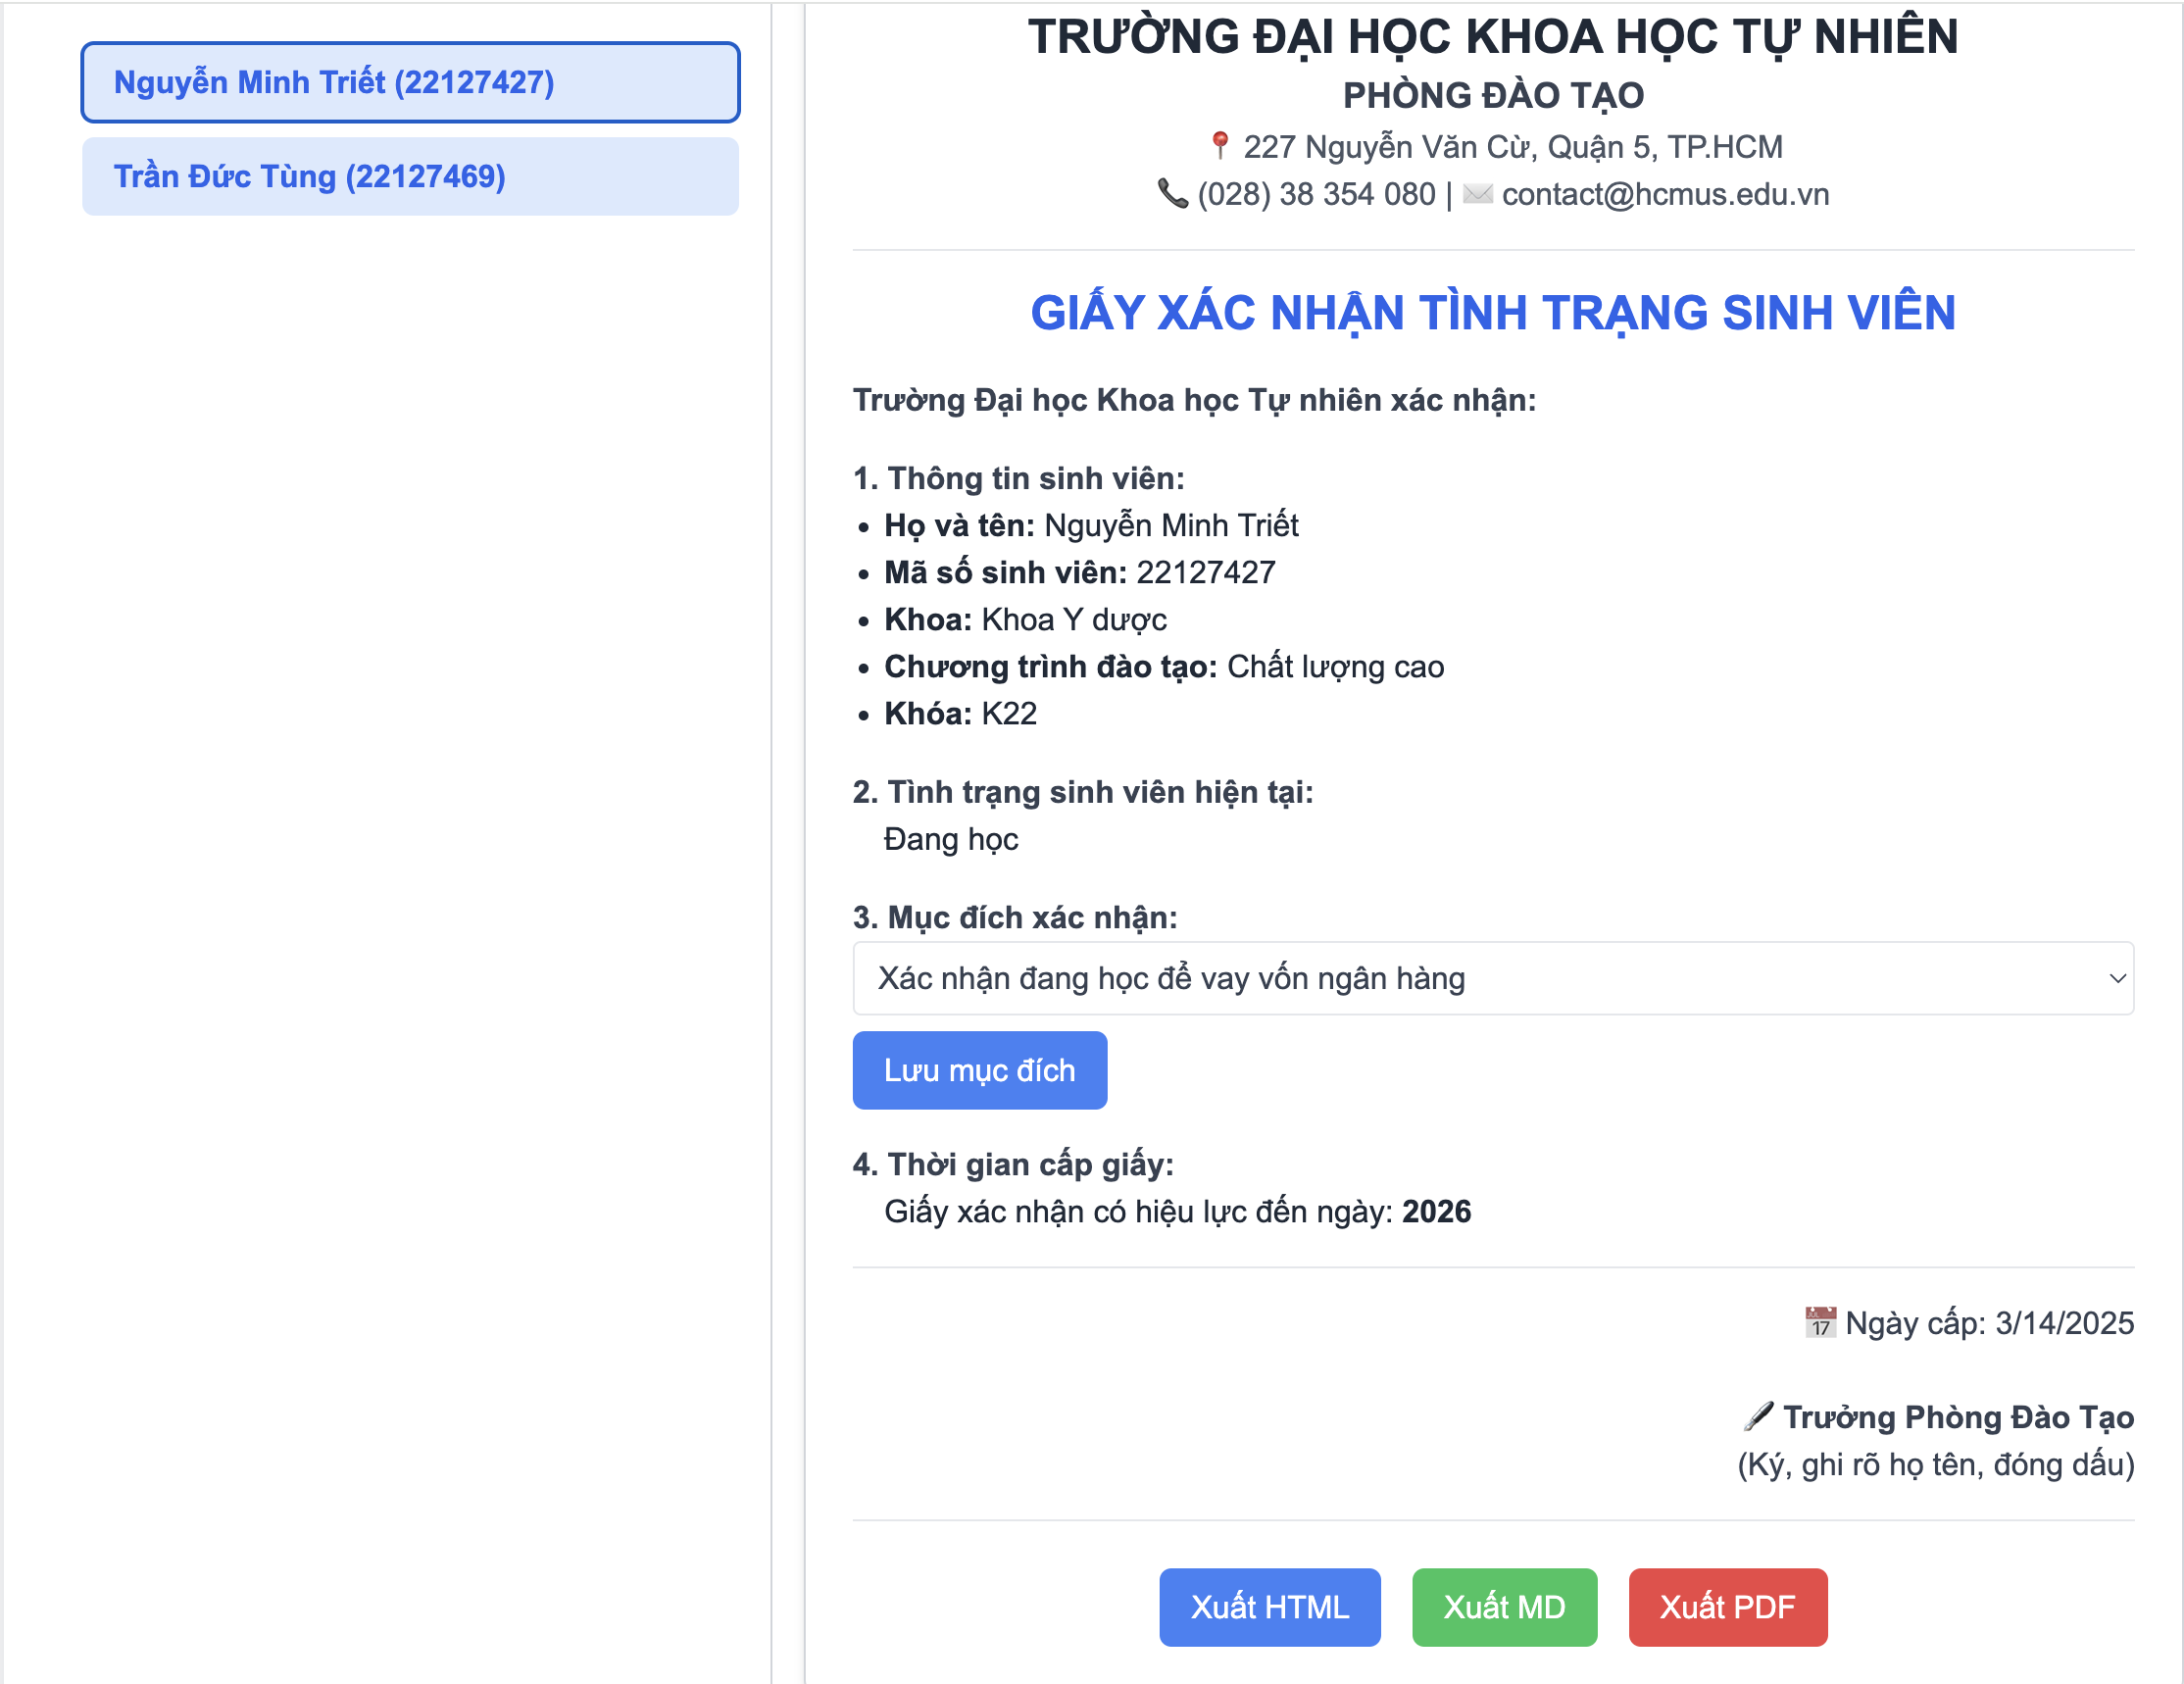 Nguyễn Minh Triết (22127427)
Trần Đức Tùng (22127469)
TRƯỜNG ĐẠI HỌC KHOA HỌC TỰ NHIÊN
PHÒNG ĐÀO TẠO
📍 227 Nguyễn Văn Cừ, Quận 5, TP.HCM
📞 (028) 38 354 080 | ✉️ contact@hcmus.edu.vn
GIẤY XÁC NHẬN TÌNH TRẠNG SINH VIÊN
Trường Đại học Khoa học Tự nhiên xác nhận:
1. Thông tin sinh viên:
• Họ và tên: Nguyễn Minh Triết
• Mã số sinh viên: 22127427
• Khoa: Khoa Y dược
• Chương trình đào tạo: Chất lượng cao
• Khóa: K22
2. Tình trạng sinh viên hiện tại:
Đang học
3. Mục đích xác nhận:
Xác nhận đang học để vay vốn ngân hàng
Lưu mục đích
4. Thời gian cấp giấy:
Giấy xác nhận có hiệu lực đến ngày: 2026
📅 Ngày cấp: 3/14/2025
🖋 Trưởng Phòng Đào Tạo
(Ký, ghi rõ họ tên, đóng dấu)
Xuất HTML
Xuất MD
Xuất PDF